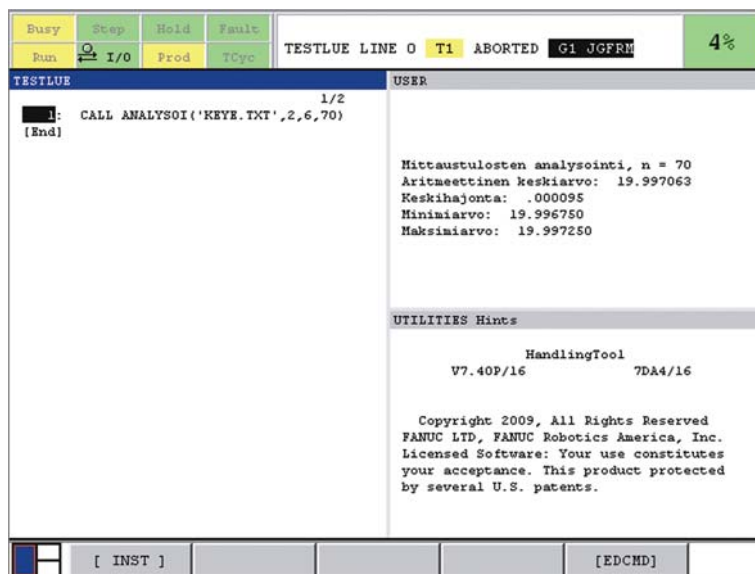 Busy Step Hold Fault
Run I/O Prod TCyc
TESTLUE LINE 0 T1 ABORTED G1 JGFRM
4%
TESTLUE
1/2
1: CALL ANALYSOI('KEYE.TXT',2,6,70)
[End]
USER
Mittaustulosten analysointi, n = 70
Aritmeettinen keskiarvo: 19.997063
Keskihajonta: .000095
Minimiarvo: 19.996750
Maksimiarvo: 19.997250
UTILITIES Hints
HandlingTool
V7.40P/16 7DA4/16
Copyright 2009, All Rights Reserved
FANUC LTD, FANUC Robotics America, Inc.
Licensed Software: Your use constitutes
your acceptance. This product protected
by several U.S. patents.
[ INST ] [EDCMD]